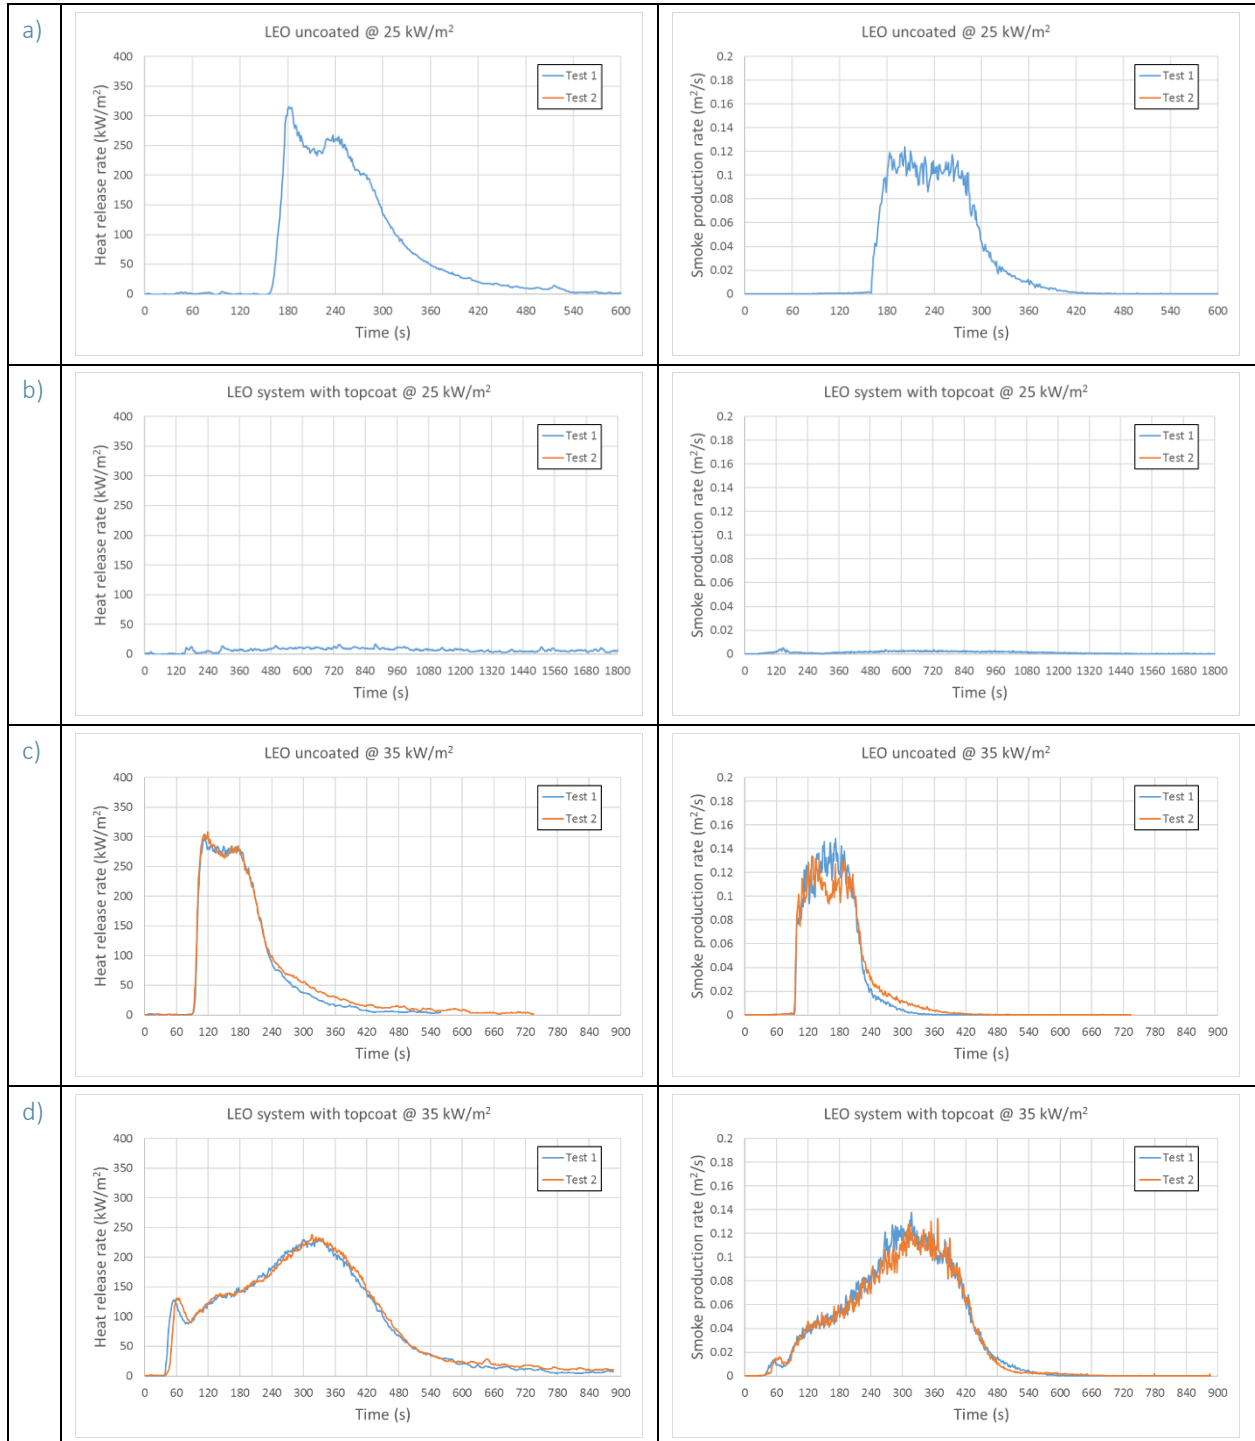 a)
LEO uncoated @ 25 kW/m²
Heat release rate (kW/m²)
400
350
300
250
200
150
100
50
0
Test 1
Test 2
0 60 120 180 240 300 360 420 480 540 600
Time (s)
LEO uncoated @ 25 kW/m²
Smoke production rate (m²/s)
0.2
0.18
0.16
0.14
0.12
0.1
0.08
0.06
0.04
0.02
0
Test 1
Test 2
0 60 120 180 240 300 360 420 480 540 600
Time (s)
b)
LEO system with topcoat @ 25 kW/m²
Heat release rate (kW/m²)
400
350
300
250
200
150
100
50
0
Test 1
Test 2
0 120 240 360 480 600 720 840 960 1080 1200 1320 1440 1560 1680 1800
Time (s)
LEO system with topcoat @ 25 kW/m²
Smoke production rate (m²/s)
0.2
0.18
0.16
0.14
0.12
0.1
0.08
0.06
0.04
0.02
0
Test 1
Test 2
0 120 240 360 480 600 720 840 960 1080 1200 1320 1440 1560 1680 1800
Time (s)
c)
LEO uncoated @ 35 kW/m²
Heat release rate (kW/m²)
400
350
300
250
200
150
100
50
0
Test 1
Test 2
0 60 120 180 240 300 360 420 480 540 600 660 720 780 840 900
Time (s)
LEO uncoated @ 35 kW/m²
Smoke production rate (m²/s)
0.2
0.18
0.16
0.14
0.12
0.1
0.08
0.06
0.04
0.02
0
Test 1
Test 2
0 60 120 180 240 300 360 420 480 540 600 660 720 780 840 900
Time (s)
d)
LEO system with topcoat @ 35 kW/m²
Heat release rate (kW/m²)
400
350
300
250
200
150
100
50
0
Test 1
Test 2
0 60 120 180 240 300 360 420 480 540 600 660 720 780 840 900
Time (s)
LEO system with topcoat @ 35 kW/m²
Smoke production rate (m²/s)
0.2
0.18
0.16
0.14
0.12
0.1
0.08
0.06
0.04
0.02
0
Test 1
Test 2
0 60 120 180 240 300 360 420 480 540 600 660 720 780 840 900
Time (s)